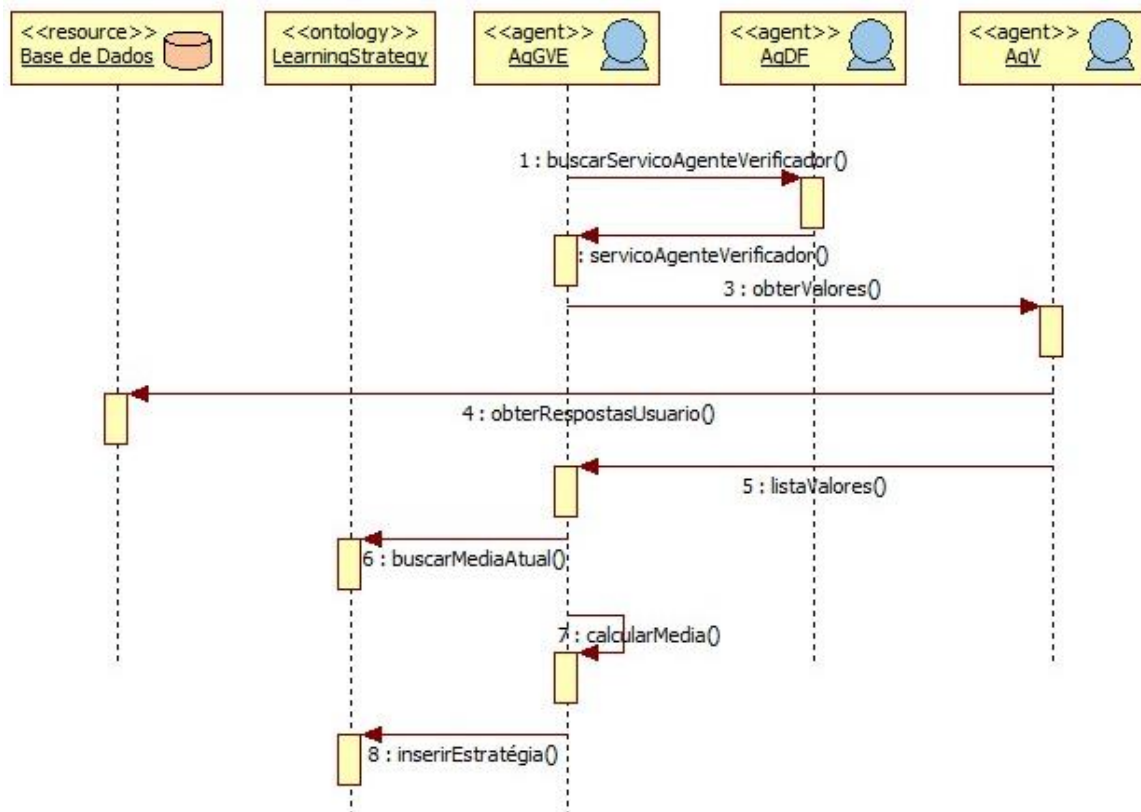 <<resource>>
Base de Dados
<<ontology>>
LearningStrategy
<<agent>>
AgGVE
<<agent>>
AgDF
<<agent>>
AgV
1 : buscarServicoAgenteVerificador()
: servicoAgenteVerificador()
3 : obterValores()
4 : obterRespostasUsuario()
5 : listaValores()
6 : buscarMediaAtual()
7 : calcularMedia()
8 : inserirEstratégia()